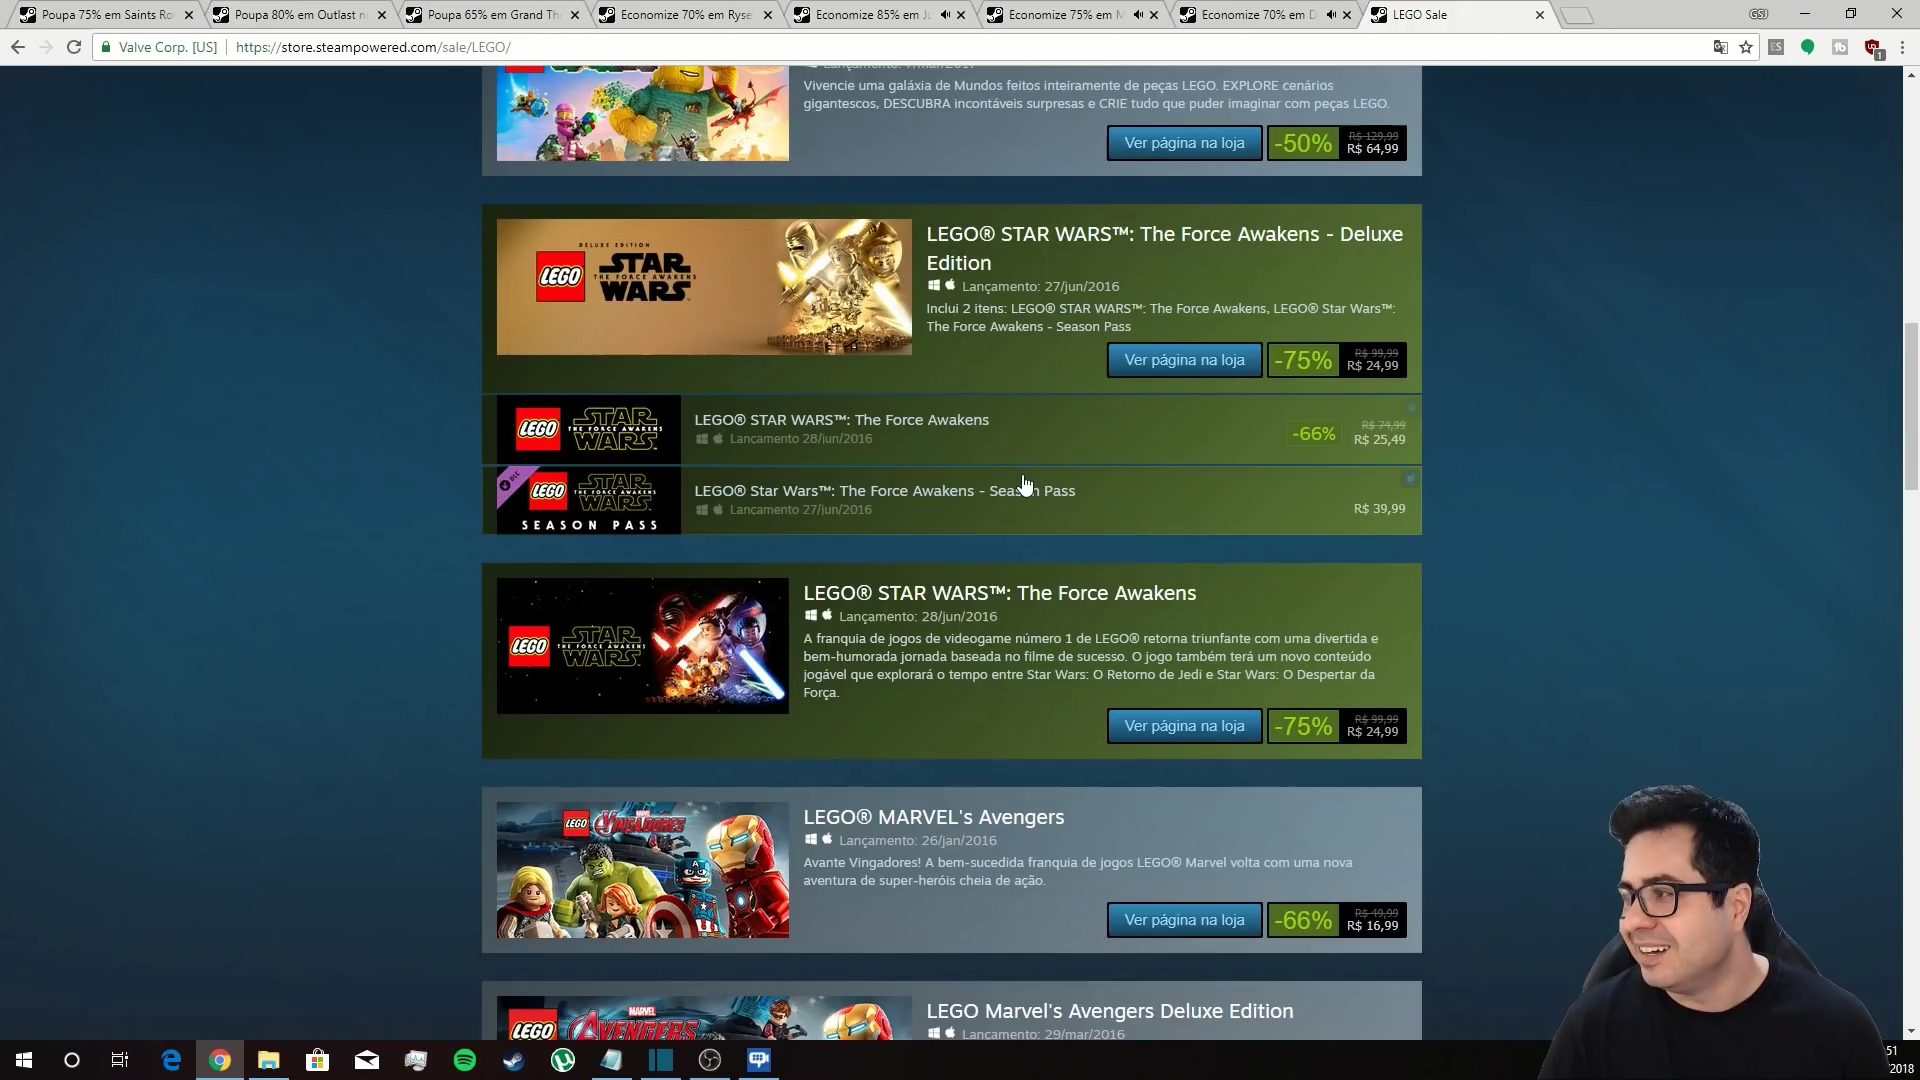 Poupa 75% em Saints Ro
Poupa 80% em Outlast n
Poupa 65% em Grand Th
Economize 70% em Ryse
Economize 85% em Ju
Economize 75% em M
Economize 70% em D
LEGO Sale
GSJ
Valve Corp. [US]
https://store.steampowered.com/sale/LEGO/
Vivencie uma galáxia de Mundos feitos inteiramente de peças LEGO. EXPLORE cenários
gigantescos, DESCUBRA incontáveis surpresas e CRIE tudo que puder imaginar com peças LEGO.
Ver página na loja
-50%
R$ 129,99
R$ 64,99
DELUXE EDITION
LEGO
STAR
THE FORCE AWAKENS
WARS
LEGO® STAR WARS™: The Force Awakens - Deluxe
Edition
Lançamento: 27/jun/2016
Inclui 2 itens: LEGO® STAR WARS™: The Force Awakens, LEGO® Star Wars™:
The Force Awakens - Season Pass
Ver página na loja
-75%
R$ 99,99
R$ 24,99
LEGO
STAR
THE FORCE AWAKENS
WARS
LEGO® STAR WARS™: The Force Awakens
Lançamento 28/jun/2016
-66%
R$ 74,99
R$ 25,49
DLC
LEGO
STAR
THE FORCE AWAKENS
WARS
SEASON PASS
LEGO® Star Wars™: The Force Awakens - Season Pass
Lançamento 27/jun/2016
R$ 39,99
LEGO
STAR
THE FORCE AWAKENS
WARS
LEGO® STAR WARS™: The Force Awakens
Lançamento: 28/jun/2016
A franquia de jogos de videogame número 1 de LEGO® retorna triunfante com uma divertida e
bem-humorada jornada baseada no filme de sucesso. O jogo também terá um novo conteúdo
jogável que explorará o tempo entre Star Wars: O Retorno de Jedi e Star Wars: O Despertar da
Força.
Ver página na loja
-75%
R$ 99,99
R$ 24,99
LEGO
MARVEL
VINGADORES
LEGO® MARVEL's Avengers
Lançamento: 26/jan/2016
Avante Vingadores! A bem-sucedida franquia de jogos LEGO® Marvel volta com uma nova
aventura de super-heróis cheia de ação.
Ver página na loja
-66%
R$ 49,99
R$ 16,99
LEGO
MARVEL
AVENGERS
LEGO Marvel's Avengers Deluxe Edition
Lançamento: 29/mar/2016
51
2018